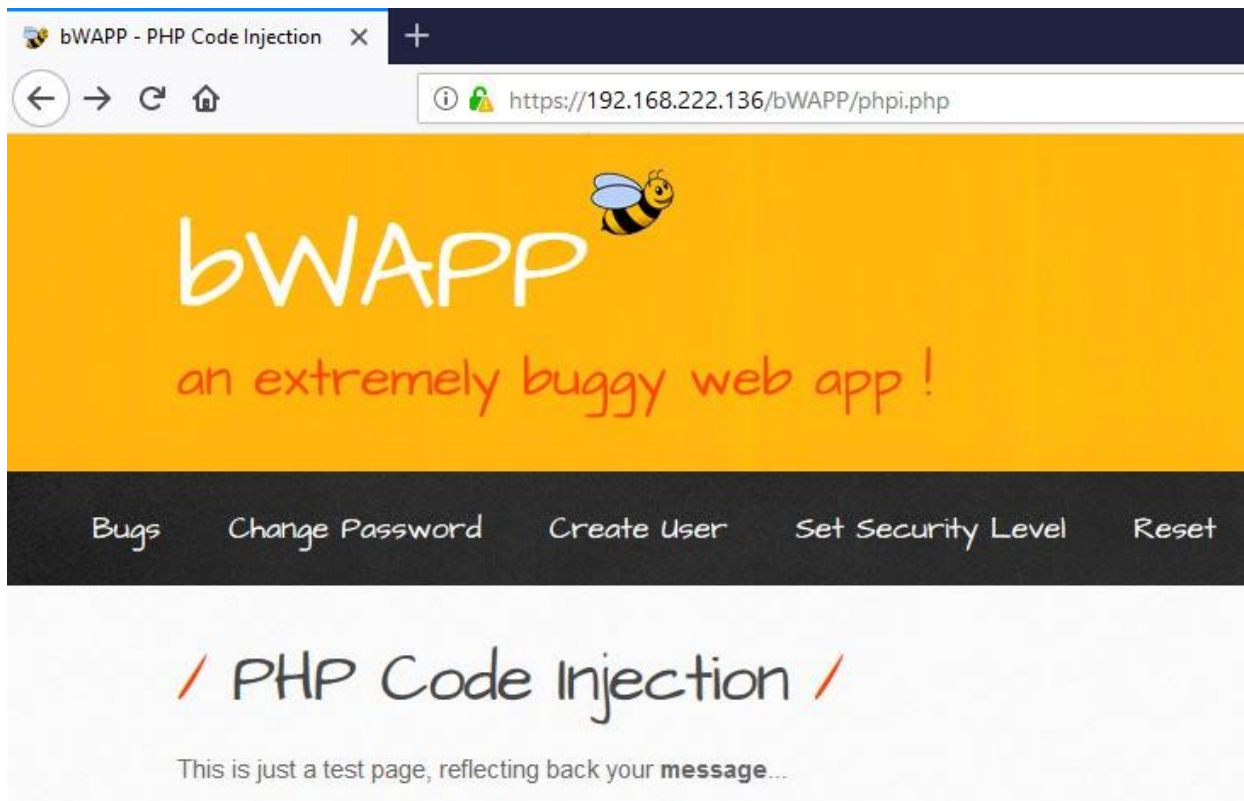 bWAPP - PHP Code Injection
https://192.168.222.136/bWAPP/phpi.php
bWAPP
an extremely buggy web app !
Bugs Change Password Create User Set Security Level Reset
/ PHP Code Injection /
This is just a test page, reflecting back your message...